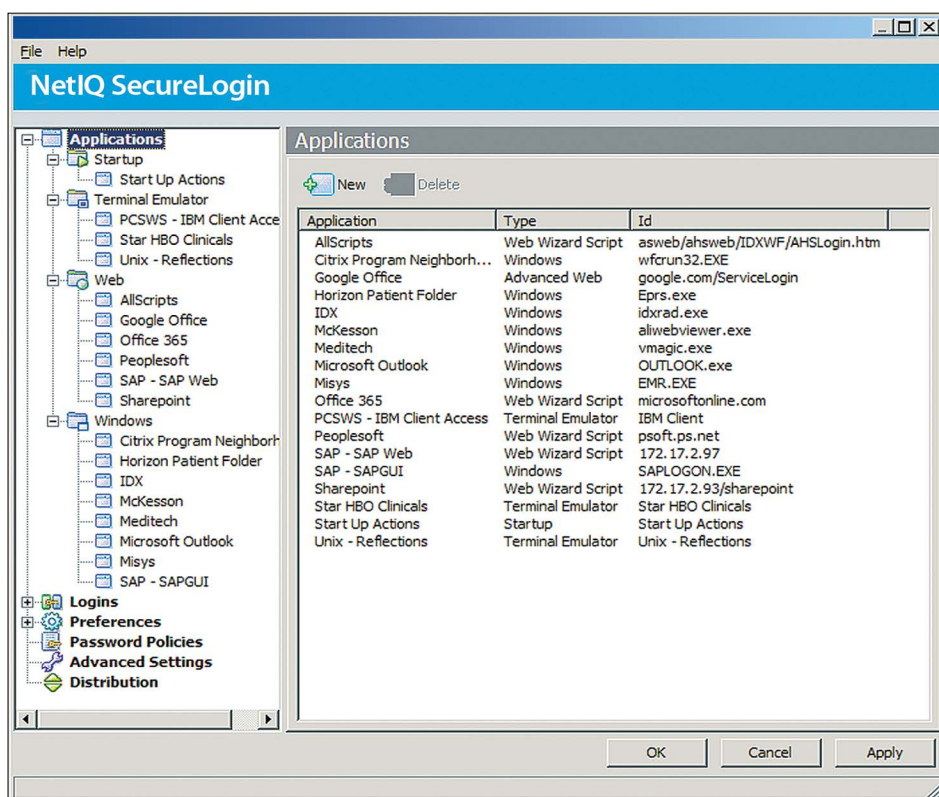 File Help
NetIQ SecureLogin
Applications
Startup
Start Up Actions
Terminal Emulator
PCSWS - IBM Client Acce
Star HBO Clinicals
Unix - Reflections
Web
AllScripts
Google Office
Office 365
Peoplesoft
SAP - SAP Web
Sharepoint
Windows
Citrix Program Neighborh
Horizon Patient Folder
IDX
McKesson
Meditech
Microsoft Outlook
Misys
SAP - SAPGUI
Logins
Preferences
Password Policies
Advanced Settings
Distribution
Applications
New Delete
Application Type Id
AllScripts Web Wizard Script asweb/ahsweb/IDXWF/AHSLogin.htm
Citrix Program Neighborh... Windows wfcrun32.EXE
Google Office Advanced Web google.com/ServiceLogin
Horizon Patient Folder Windows Eprs.exe
IDX Windows idxrad.exe
McKesson Windows aliwebviewer.exe
Meditech Windows vmagic.exe
Microsoft Outlook Windows OUTLOOK.exe
Misys Windows EMR.EXE
Office 365 Web Wizard Script microsoftonline.com
PCSWS - IBM Client Access Terminal Emulator IBM Client
Peoplesoft Web Wizard Script psoft.ps.net
SAP - SAP Web Web Wizard Script 172.17.2.97
SAP - SAPGUI Windows SAPLOGON.EXE
Sharepoint Web Wizard Script 172.17.2.93/sharepoint
Star HBO Clinicals Terminal Emulator Star HBO Clinicals
Start Up Actions Startup Start Up Actions
Unix - Reflections Terminal Emulator Unix - Reflections
OK Cancel Apply